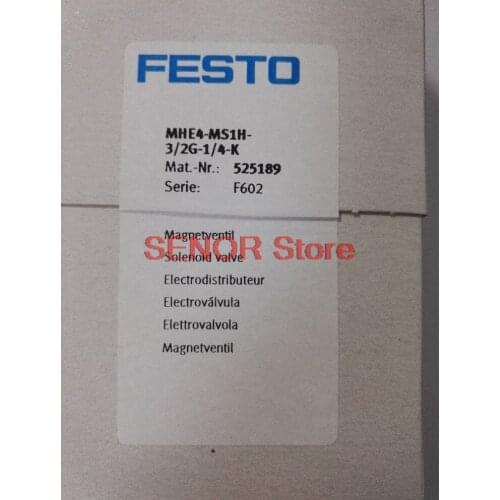 FESTO
MHE4-MS1H-
3/2G-1/4-K
Mat.-Nr.: 525189
Serie: F602
Magnetventil
SENOR Store
Solenoid valve
Electrodistributeur
Electroválvula
Elettrovalvola
Magnetventil